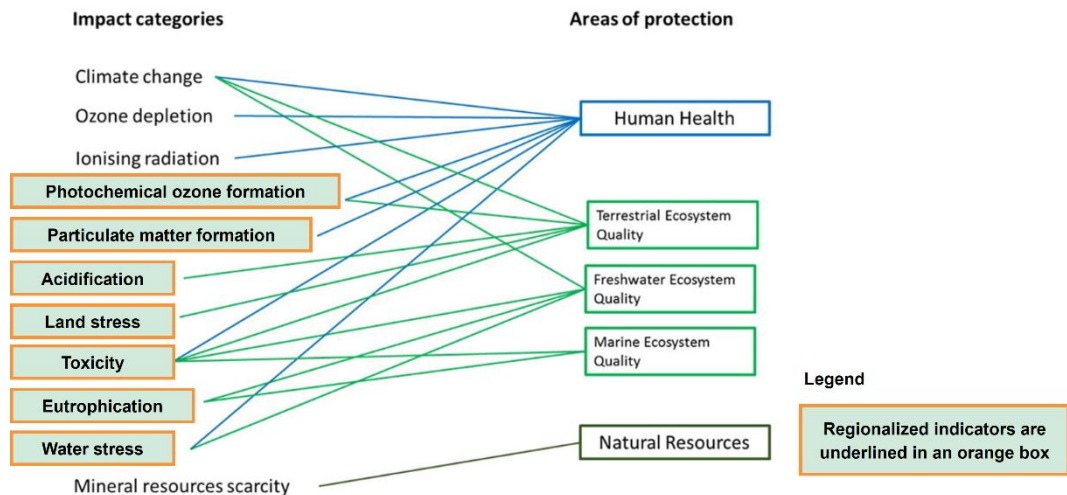 Impact categories
Areas of protection
Climate change
Ozone depletion
Human Health
Ionising radiation
Photochemical ozone formation
Particulate matter formation
Terrestrial Ecosystem
Quality
Acidification
Freshwater Ecosystem
Quality
Land stress
Toxicity
Marine Ecosystem
Quality
Eutrophication
Water stress
Natural Resources
Mineral resources scarcity
Legend
Regionalized indicators are
underlined in an orange box